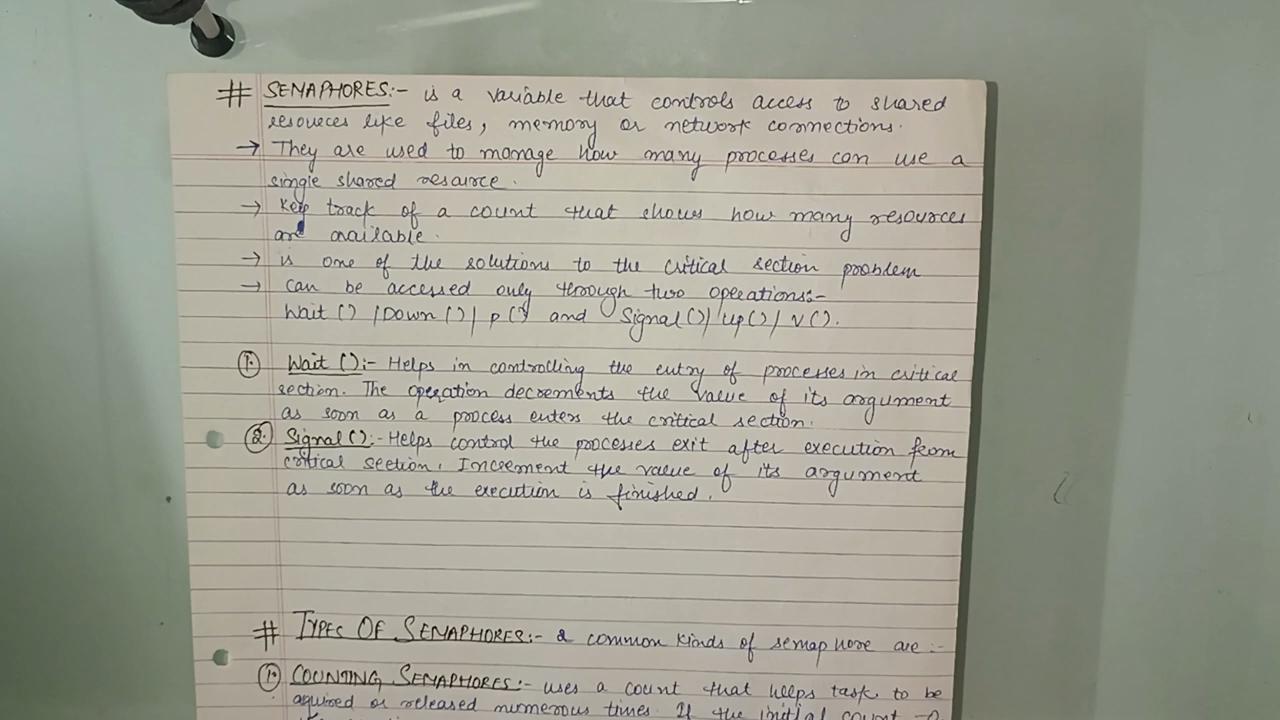 # SEMAPHORES:- is a variable that controls access to shared
resources like files, memory or network connections.
→ They are used to manage how many processes can use a
single shared resource.
→ Keep track of a count that shows how many resources
are available.
→ is one of the solutions to the critical section problem
→ can be accessed only through two operations:-
Wait () / Down () / P () and Signal () / up () / V ().
1. Wait ():- Helps in controlling the entry of processes in critical
section. The operation decrements the value of its argument
as soon as a process enters the critical section.
2. Signal ():- Helps control the processes exit after execution from
critical section. Increment the value of its argument
as soon as the execution is finished.
# TYPES OF SEMAPHORES:- 2 common kinds of semaphore are :-
1. COUNTING SEMAPHORES:- uses a count that helps task to be
aquired or released numerous times. If the initial count = 0